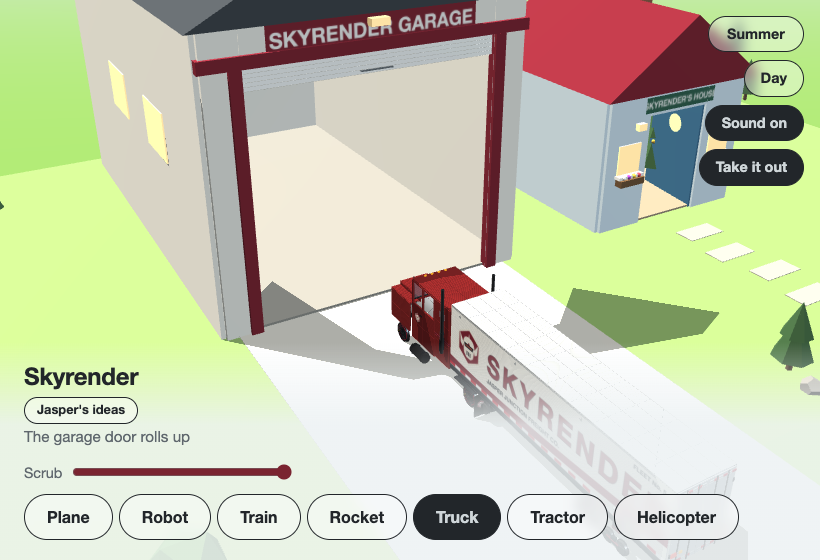 SKYRENDER GARAGE
Summer
Day
SKYRENDER'S HOUSE
Sound on
Take it out
SKYRENDER
Skyrender
Jasper's ideas
The garage door rolls up
Scrub
Plane
Robot
Train
Rocket
Truck
Tractor
Helicopter